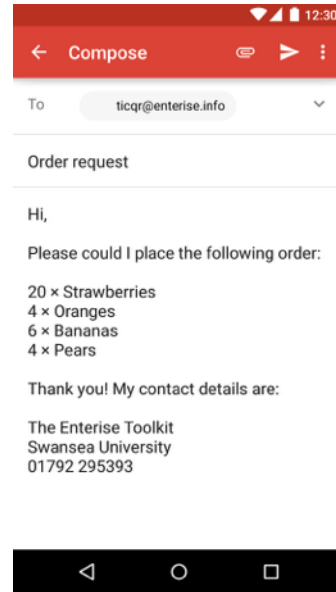 12:30
Compose
To ticqr@enterise.info
Order request
Hi,
Please could I place the following order:
20 × Strawberries
4 × Oranges
6 × Bananas
4 × Pears
Thank you! My contact details are:
The Enterise Toolkit
Swansea University
01792 295393